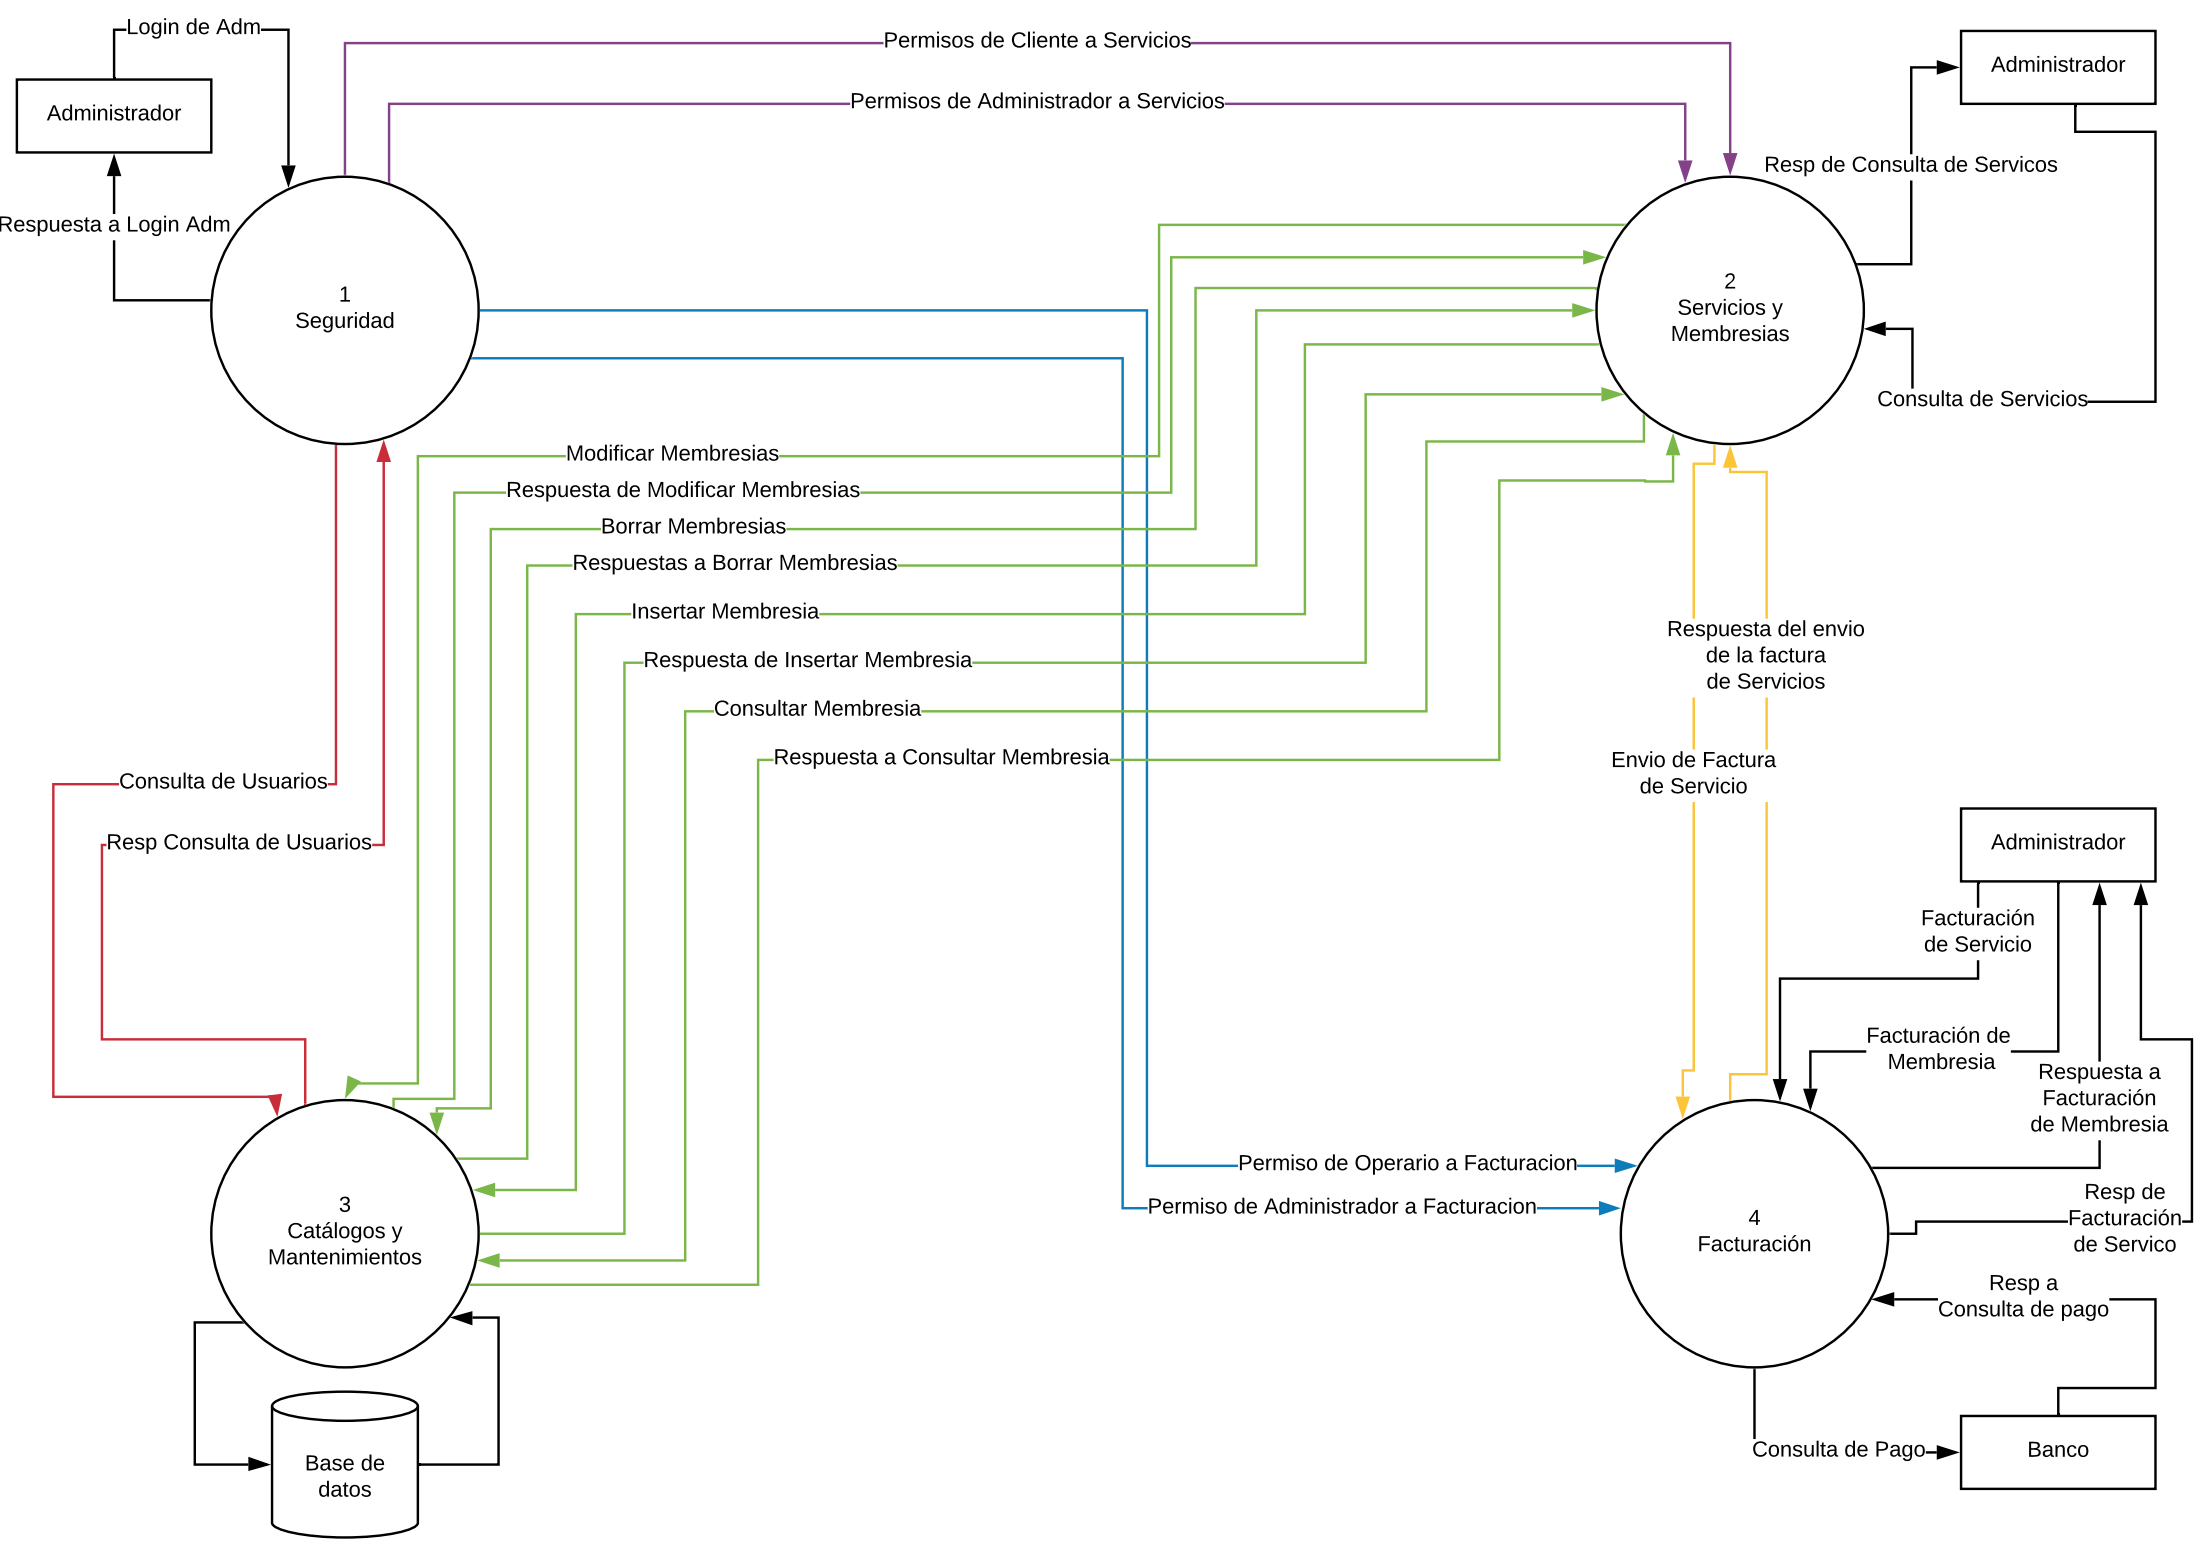 Login de Adm
Permisos de Cliente a Servicios
Administrador
Administrador
Permisos de Administrador a Servicios
Resp de Consulta de Servicos
Respuesta a Login Adm
1
Seguridad
2
Servicios y
Membresias
Consulta de Servicios
Modificar Membresias
Respuesta de Modificar Membresias
Borrar Membresias
Respuestas a Borrar Membresias
Insertar Membresia
Respuesta del envio
de la factura
de Servicios
Respuesta de Insertar Membresia
Consultar Membresia
Respuesta a Consultar Membresia
Envio de Factura
de Servicio
Consulta de Usuarios
Resp Consulta de Usuarios
Administrador
Facturación
de Servicio
Facturación de
Membresia
Respuesta a
Facturación
de Membresia
Permiso de Operario a Facturacion
Permiso de Administrador a Facturacion
Resp de
Facturación
de Servico
3
Catálogos y
Mantenimientos
4
Facturación
Resp a
Consulta de pago
Consulta de Pago
Banco
Base de
datos